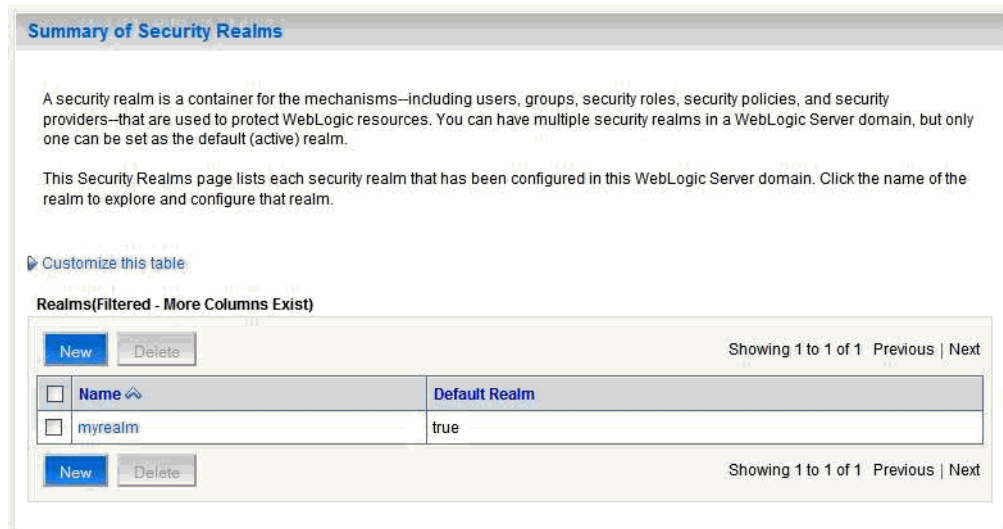 Summary of Security Realms
A security realm is a container for the mechanisms--including users, groups, security roles, security policies, and security
providers--that are used to protect WebLogic resources. You can have multiple security realms in a WebLogic Server domain, but only
one can be set as the default (active) realm.
This Security Realms page lists each security realm that has been configured in this WebLogic Server domain. Click the name of the
realm to explore and configure that realm.
Customize this table
Realms(Filtered - More Columns Exist)
New Delete Showing 1 to 1 of 1 Previous | Next
Name Default Realm
myrealm true
New Delete Showing 1 to 1 of 1 Previous | Next